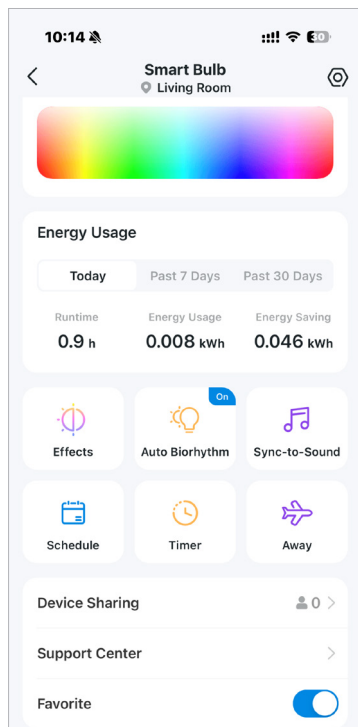 10:14
30
Smart Bulb
Living Room
Energy Usage
Today Past 7 Days Past 30 Days
Runtime Energy Usage Energy Saving
0.9 h 0.008 kWh 0.046 kWh
On
Effects Auto Biorhythm Sync-to-Sound
Schedule Timer Away
Device Sharing 0
Support Center
Favorite